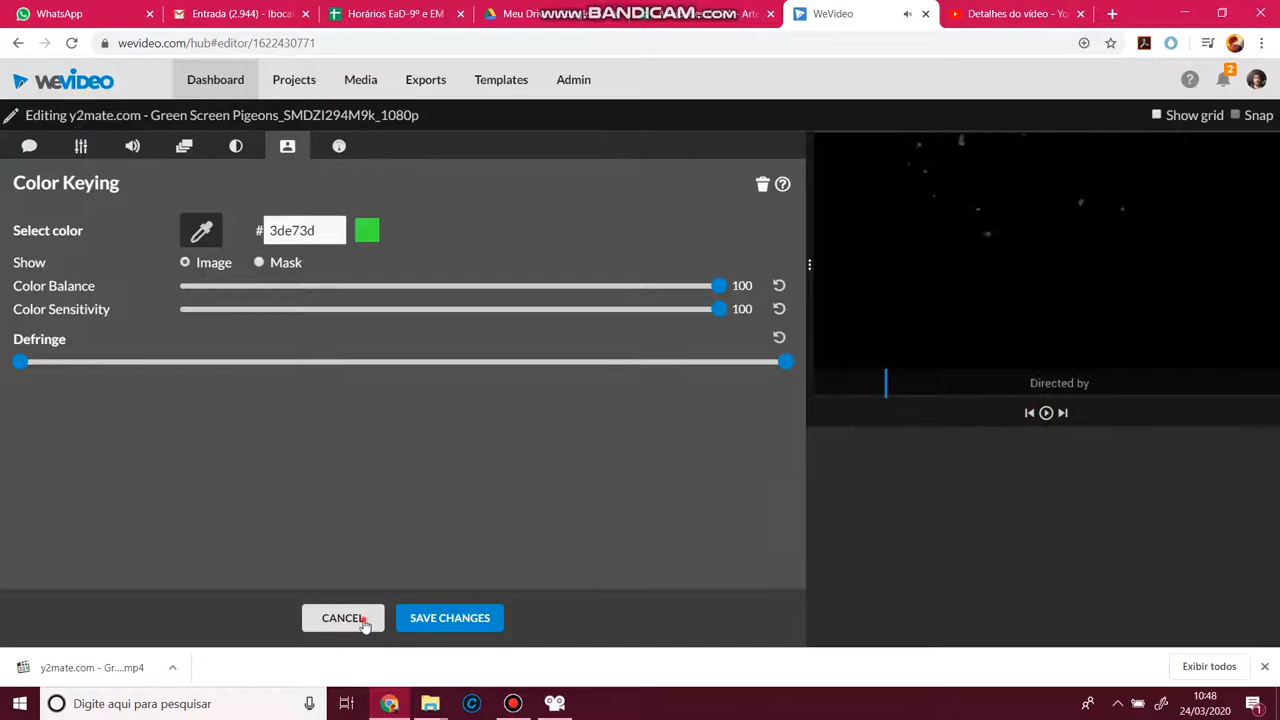 WhatsApp
Entrada (2.944) - lboca
Horários EaD-9º e EM
Meu Dri
www.BANDICAM.com
- Arte
WeVideo
Detalhes do vídeo - Yo
wevideo.com/hub#editor/1622430771
wevideo
Dashboard
Projects
Media
Exports
Templates
Admin
2
Editing y2mate.com - Green Screen Pigeons_SMDZI294M9k_1080p
Show grid
Snap
Color Keying
Select color
# 3de73d
Show
Image
Mask
Color Balance
100
Color Sensitivity
100
Defringe
Directed by
CANCEL
SAVE CHANGES
y2mate.com - Gr....mp4
Exibir todos
Digite aqui para pesquisar
10:48
24/03/2020
1